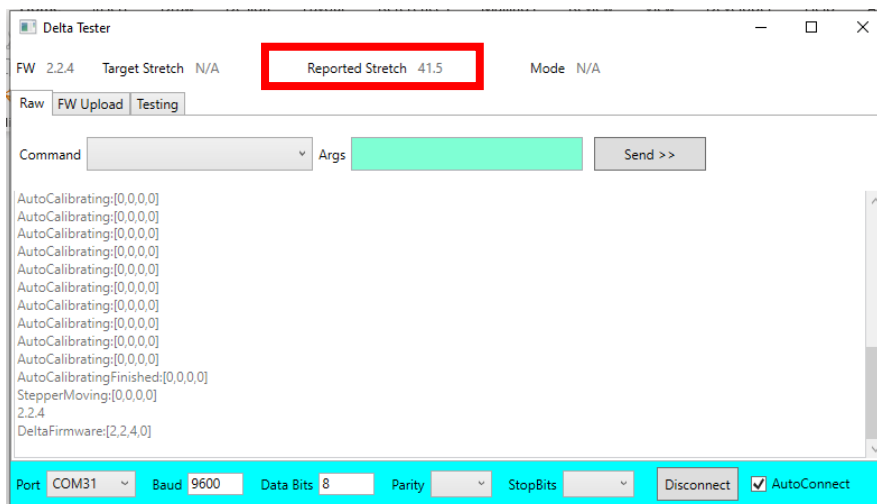 Delta Tester
FW 2.2.4 Target Stretch N/A Reported Stretch 41.5 Mode N/A
Raw FW Upload Testing
Command Args Send >>
AutoCalibrating:[0,0,0,0]
AutoCalibrating:[0,0,0,0]
AutoCalibrating:[0,0,0,0]
AutoCalibrating:[0,0,0,0]
AutoCalibrating:[0,0,0,0]
AutoCalibrating:[0,0,0,0]
AutoCalibrating:[0,0,0,0]
AutoCalibrating:[0,0,0,0]
AutoCalibrating:[0,0,0,0]
AutoCalibrating:[0,0,0,0]
AutoCalibratingFinished:[0,0,0,0]
StepperMoving:[0,0,0,0]
2.2.4
DeltaFirmware:[2,2,4,0]
Port COM31 Baud 9600 Data Bits 8 Parity StopBits Disconnect AutoConnect